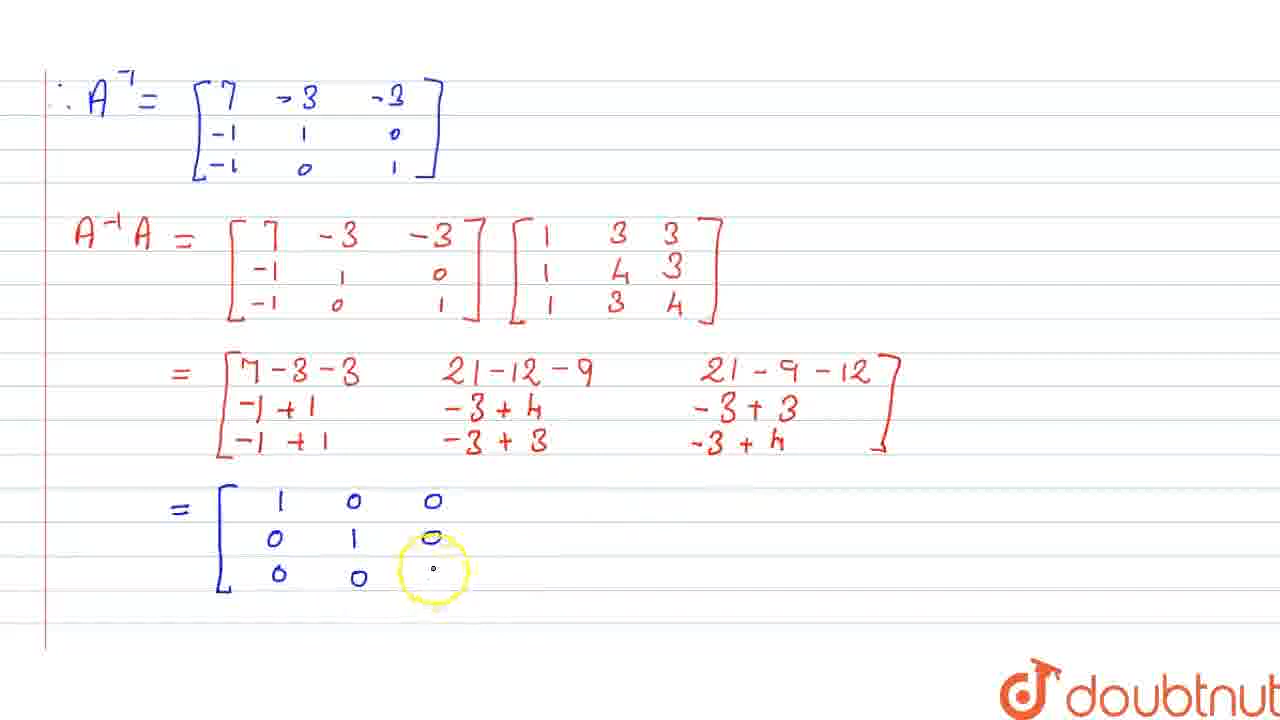 ∴ A⁻¹ = [ 7 -3 -3
-1 1 0
-1 0 1 ]
A⁻¹ A = [ 7 -3 -3 ] [ 1 3 3
-1 1 0 1 4 3
-1 0 1 1 3 4 ]
= [ 7-3-3 21-12-9 21-9-12
-1+1 -3+4 -3+3
-1+1 -3+3 -3+4 ]
= [ 1 0 0
0 1 0
0 0
doubtnut